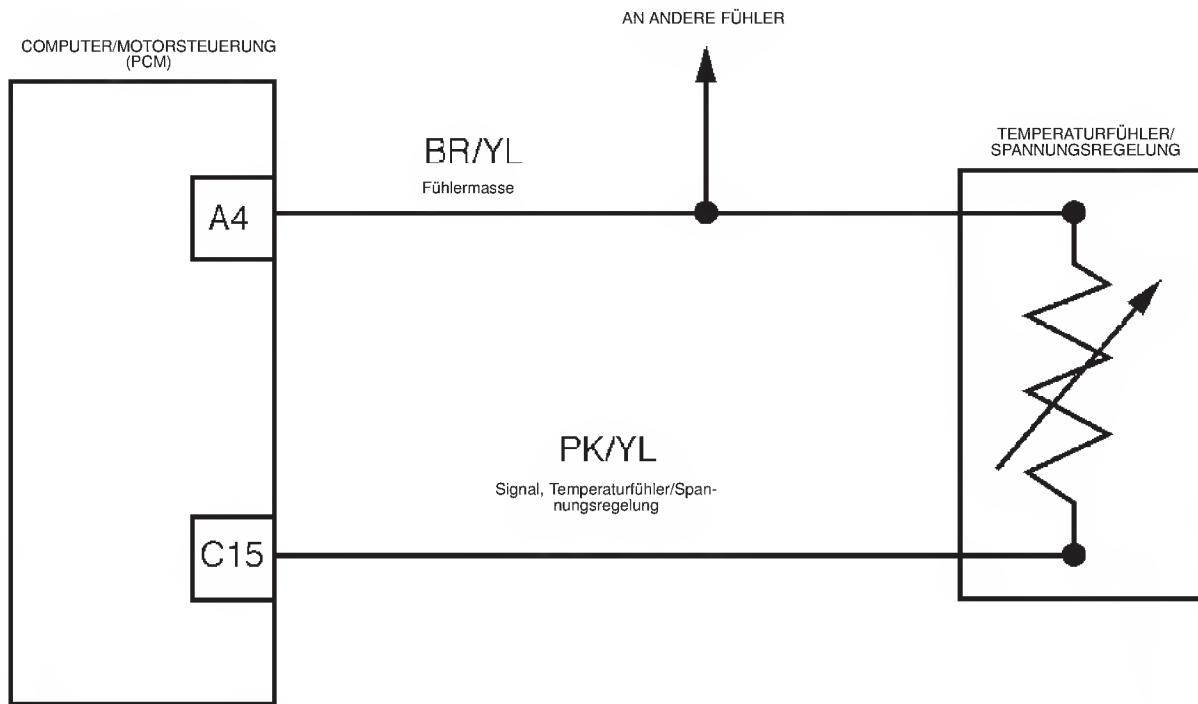 AN ANDERE FÜHLER
COMPUTER/MOTORSTEUERUNG
(PCM)
TEMPERATURFÜHLER/
SPANNUNGSREGELUNG
BR/YL
Fühlermasse
A4
PK/YL
Signal, Temperaturfühler/Span-
nungsregelung
C15